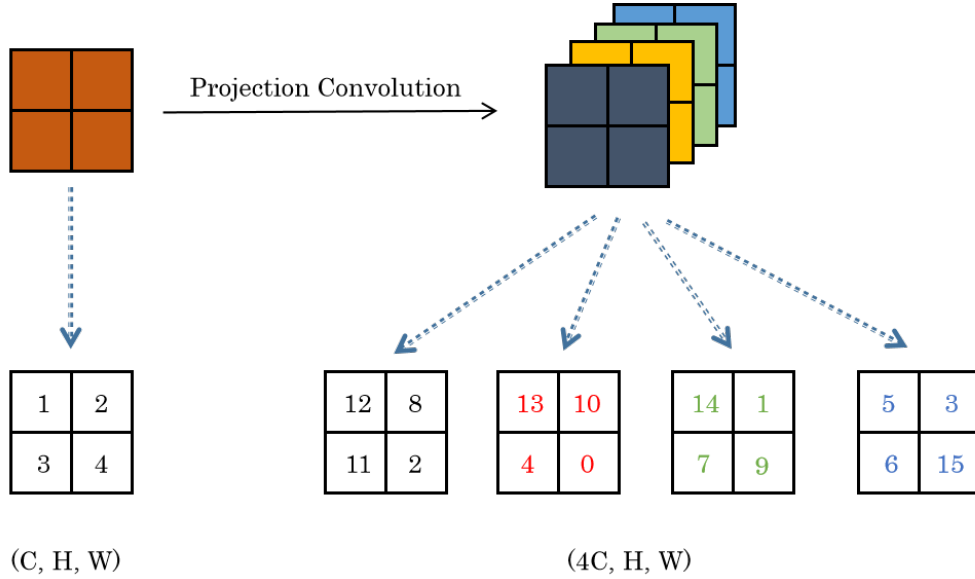 Projection Convolution
1 2 12 8 13 10 14 1 5 3
3 4 11 2 4 0 7 9 6 15
(C, H, W) (4C, H, W)